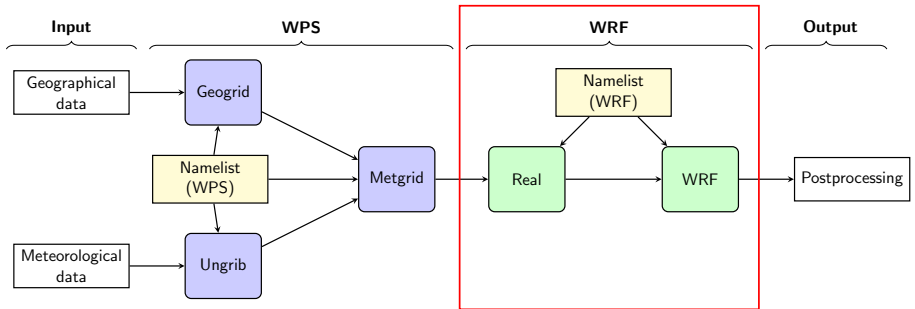 Input
WPS
WRF
Output
Geographical
data
Geogrid
Namelist
(WRF)
Namelist
(WPS)
Metgrid
Real
WRF
Postprocessing
Meteorological
data
Ungrib